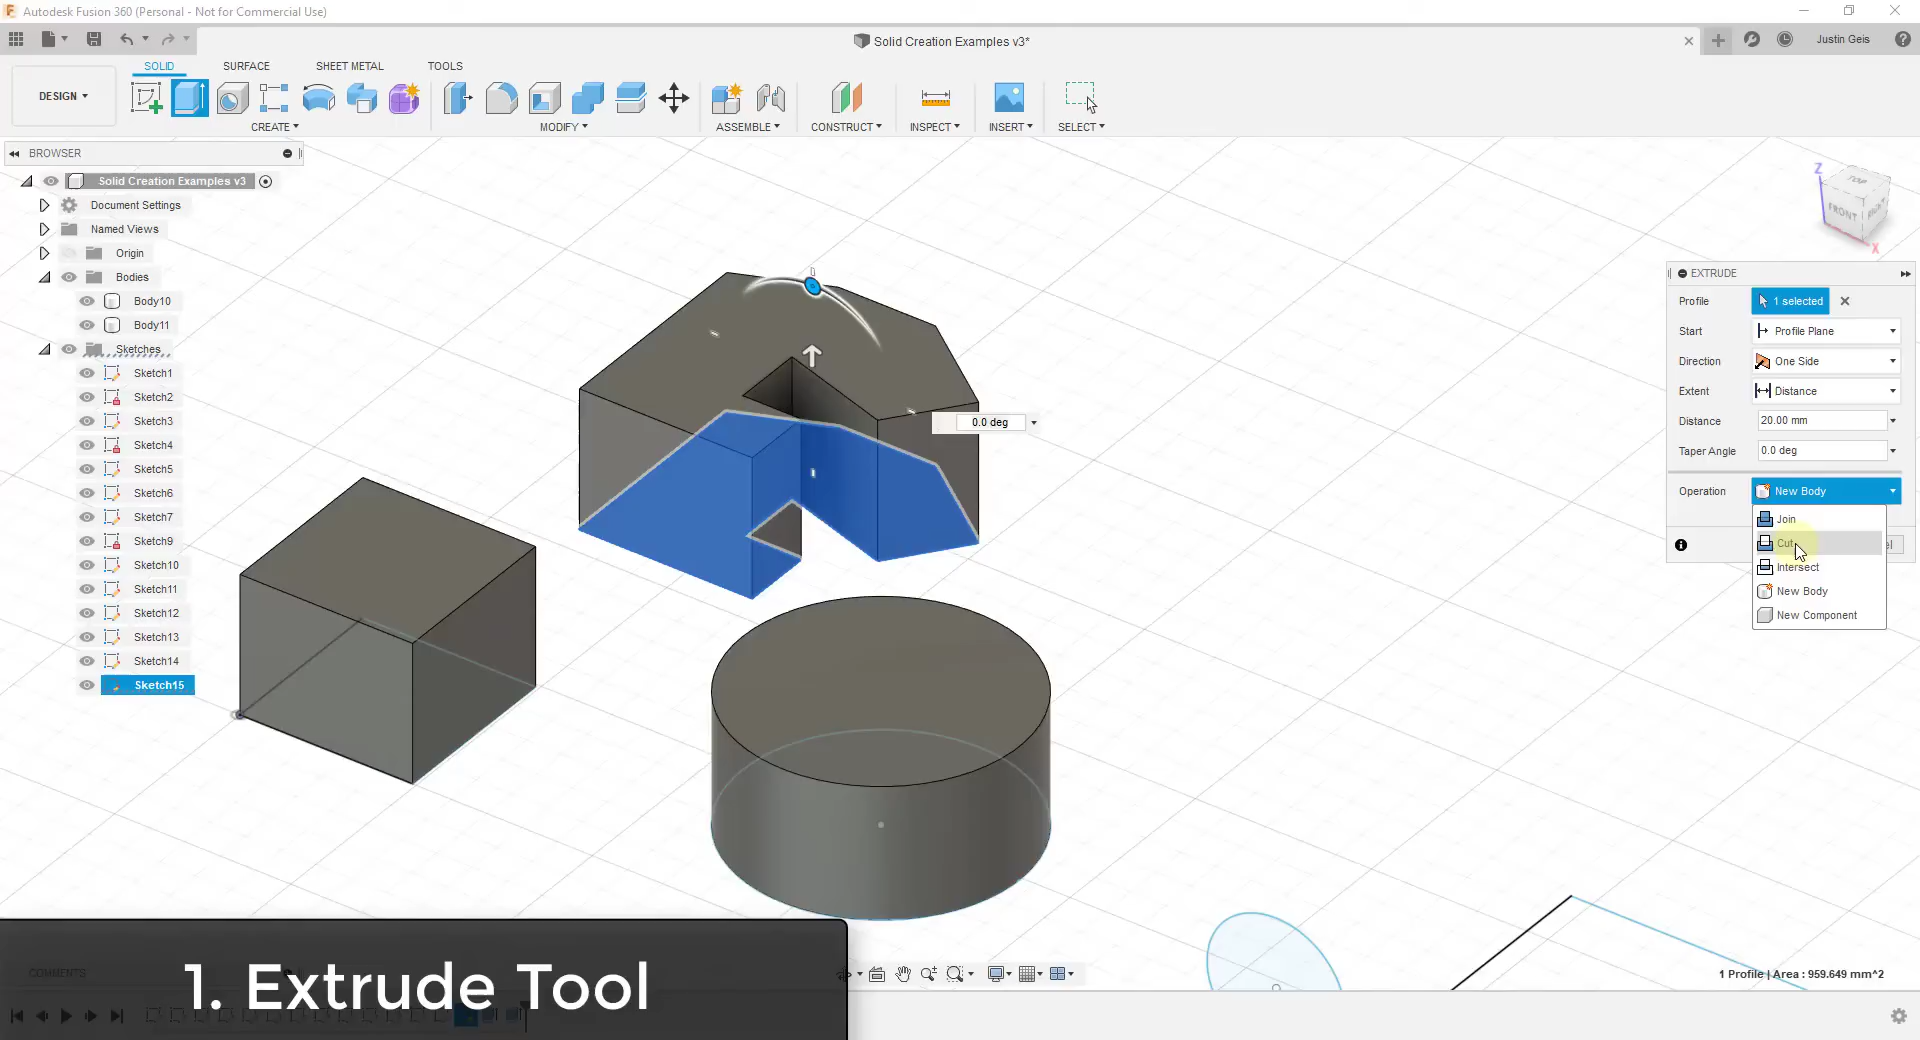 Autodesk Fusion 360 (Personal - Not for Commercial Use)
Solid Creation Examples v3*
Justin Geis
SOLID
SURFACE
SHEET METAL
TOOLS
DESIGN
CREATE
MODIFY
ASSEMBLE
CONSTRUCT
INSPECT
INSERT
SELECT
BROWSER
Solid Creation Examples v3
Document Settings
Named Views
Origin
Bodies
Body10
Body11
Sketches
Sketch1
Sketch2
Sketch3
Sketch4
Sketch5
Sketch6
Sketch7
Sketch9
Sketch10
Sketch11
Sketch12
Sketch13
Sketch14
Sketch15
0.0 deg
Z
TOP
FRONT
RIGHT
X
EXTRUDE
Profile
1 selected
Start
Profile Plane
Direction
One Side
Extent
Distance
Distance
20.00 mm
Taper Angle
0.0 deg
Operation
New Body
Join
Cut
Intersect
New Body
New Component
COMMENTS
1. Extrude Tool
1 Profile | Area : 959.649 mm^2